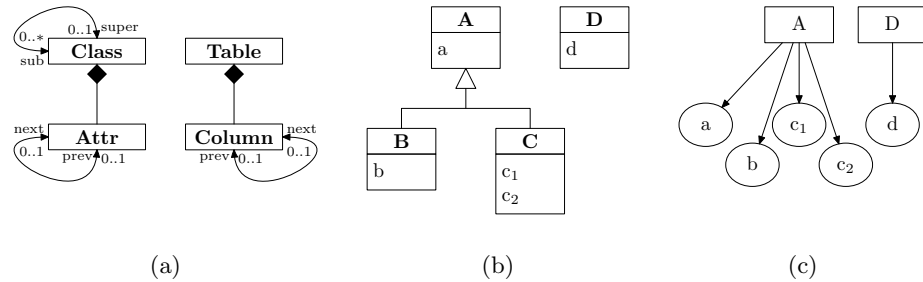 0..*
0..1
super
sub
Class
Table
next
Attr
0..1
prev
0..1
Column
next
prev
0..1
0..1
(a)
A
a
D
d
B
b
C
c₁
c₂
(b)
A
D
a
c₁
d
b
c₂
(c)